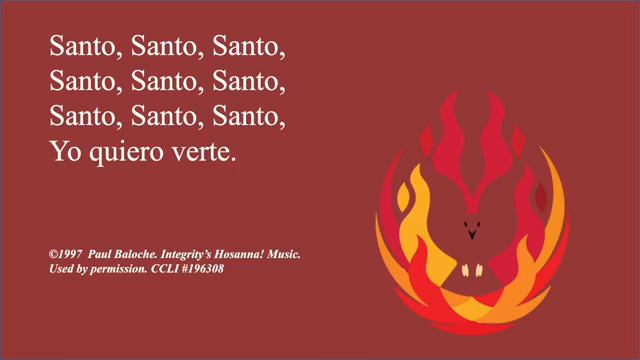 Santo, Santo, Santo,
Santo, Santo, Santo,
Santo, Santo, Santo,
Yo quiero verte.
©1997 Paul Baloche. Integrity's Hosanna! Music.
Used by permission. CCLI #196308